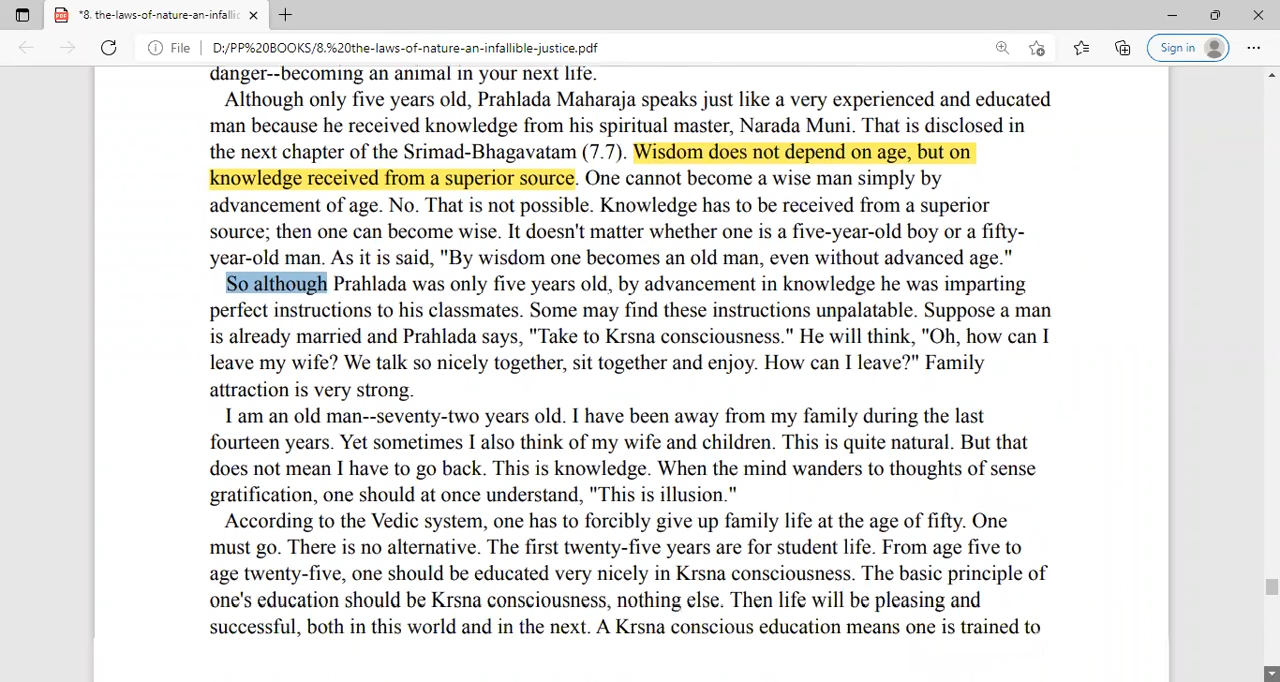 *8. the-laws-of-nature-an-infallic
File D:/PP%20BOOKS/8.%20the-laws-of-nature-an-infallible-justice.pdf
Sign in
danger--becoming an animal in your next life.
Although only five years old, Prahlada Maharaja speaks just like a very experienced and educated
man because he received knowledge from his spiritual master, Narada Muni. That is disclosed in
the next chapter of the Srimad-Bhagavatam (7.7). Wisdom does not depend on age, but on
knowledge received from a superior source. One cannot become a wise man simply by
advancement of age. No. That is not possible. Knowledge has to be received from a superior
source; then one can become wise. It doesn't matter whether one is a five-year-old boy or a fifty-
year-old man. As it is said, "By wisdom one becomes an old man, even without advanced age."
So although Prahlada was only five years old, by advancement in knowledge he was imparting
perfect instructions to his classmates. Some may find these instructions unpalatable. Suppose a man
is already married and Prahlada says, "Take to Krsna consciousness." He will think, "Oh, how can I
leave my wife? We talk so nicely together, sit together and enjoy. How can I leave?" Family
attraction is very strong.
I am an old man--seventy-two years old. I have been away from my family during the last
fourteen years. Yet sometimes I also think of my wife and children. This is quite natural. But that
does not mean I have to go back. This is knowledge. When the mind wanders to thoughts of sense
gratification, one should at once understand, "This is illusion."
According to the Vedic system, one has to forcibly give up family life at the age of fifty. One
must go. There is no alternative. The first twenty-five years are for student life. From age five to
age twenty-five, one should be educated very nicely in Krsna consciousness. The basic principle of
one's education should be Krsna consciousness, nothing else. Then life will be pleasing and
successful, both in this world and in the next. A Krsna conscious education means one is trained to